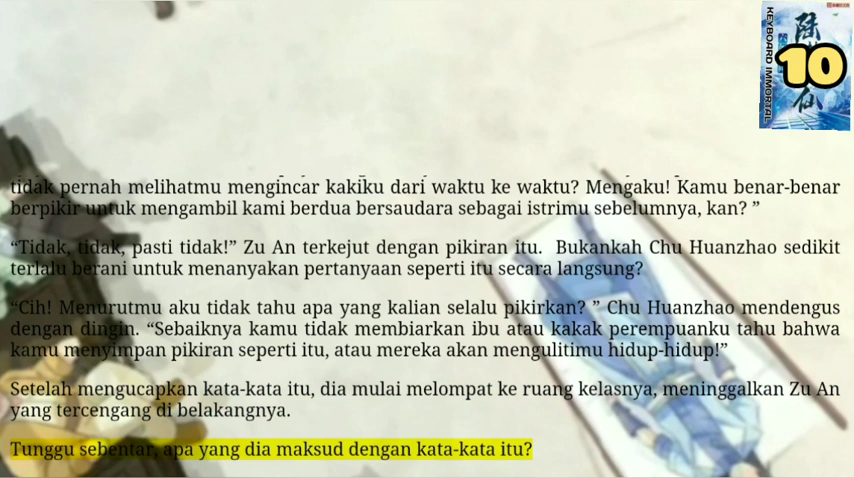 KEYBOARD IMMORTAL
10
tidak pernah melihatmu mengincar kakiku dari waktu ke waktu? Mengaku! Kamu benar-benar
berpikir untuk mengambil kami berdua bersaudara sebagai istrimu sebelumnya, kan? ”
“Tidak, tidak, pasti tidak!” Zu An terkejut dengan pikiran itu. Bukankah Chu Huanzhao sedikit
terlalu berani untuk menanyakan pertanyaan seperti itu secara langsung?
“Cih! Menurutmu aku tidak tahu apa yang kalian selalu pikirkan? ” Chu Huanzhao mendengus
dengan dingin. “Sebaiknya kamu tidak membiarkan ibu atau kakak perempuanku tahu bahwa
kamu menyimpan pikiran seperti itu, atau mereka akan mengulitimu hidup-hidup!”
Setelah mengucapkan kata-kata itu, dia mulai melompat ke ruang kelasnya, meninggalkan Zu An
yang tercengang di belakangnya.
Tunggu sebentar, apa yang dia maksud dengan kata-kata itu?